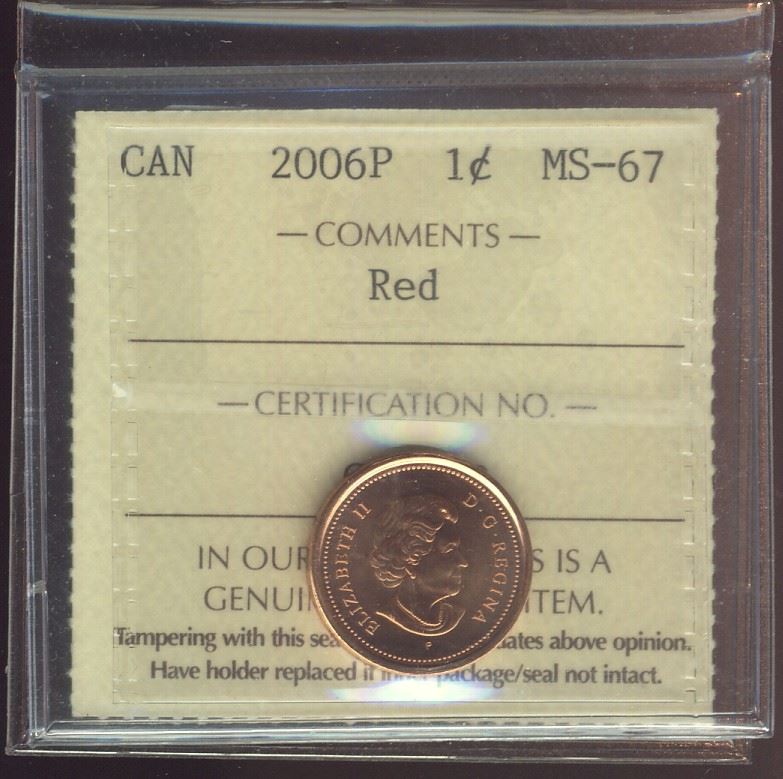 CAN 2006P 1¢ MS-67
— COMMENTS —
Red
— CERTIFICATION NO. —
IN OUR IS A
GENUI ITEM.
Tampering with this sea ates above opinion.
Have holder replaced if package/seal not intact.
ELIZABETH II D·G·REGINA
P